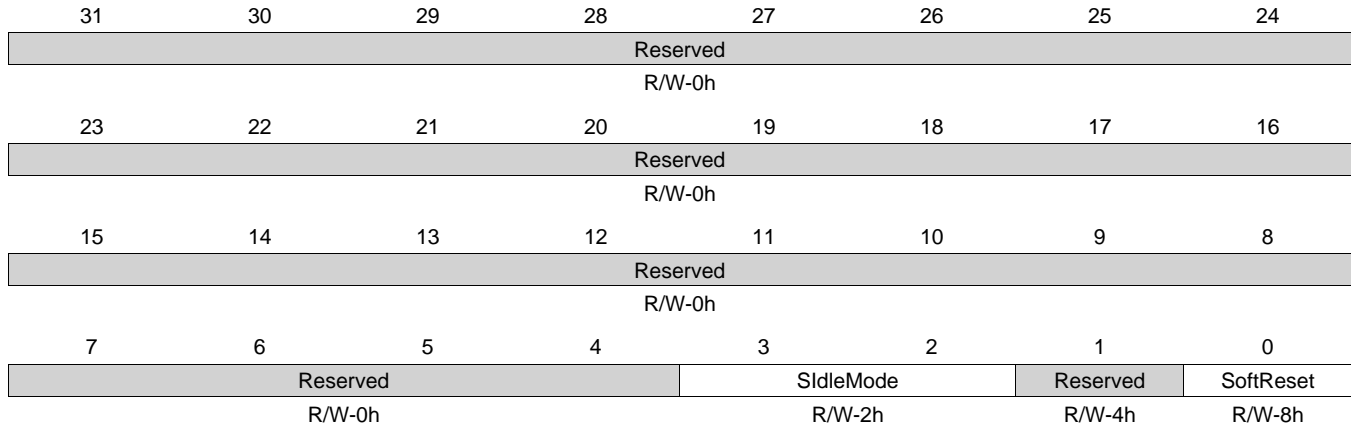 31 30 29 28 27 26 25 24
Reserved
R/W-0h
23 22 21 20 19 18 17 16
Reserved
R/W-0h
15 14 13 12 11 10 9 8
Reserved
R/W-0h
7 6 5 4 3 2 1 0
Reserved SIdleMode Reserved SoftReset
R/W-0h R/W-2h R/W-4h R/W-8h